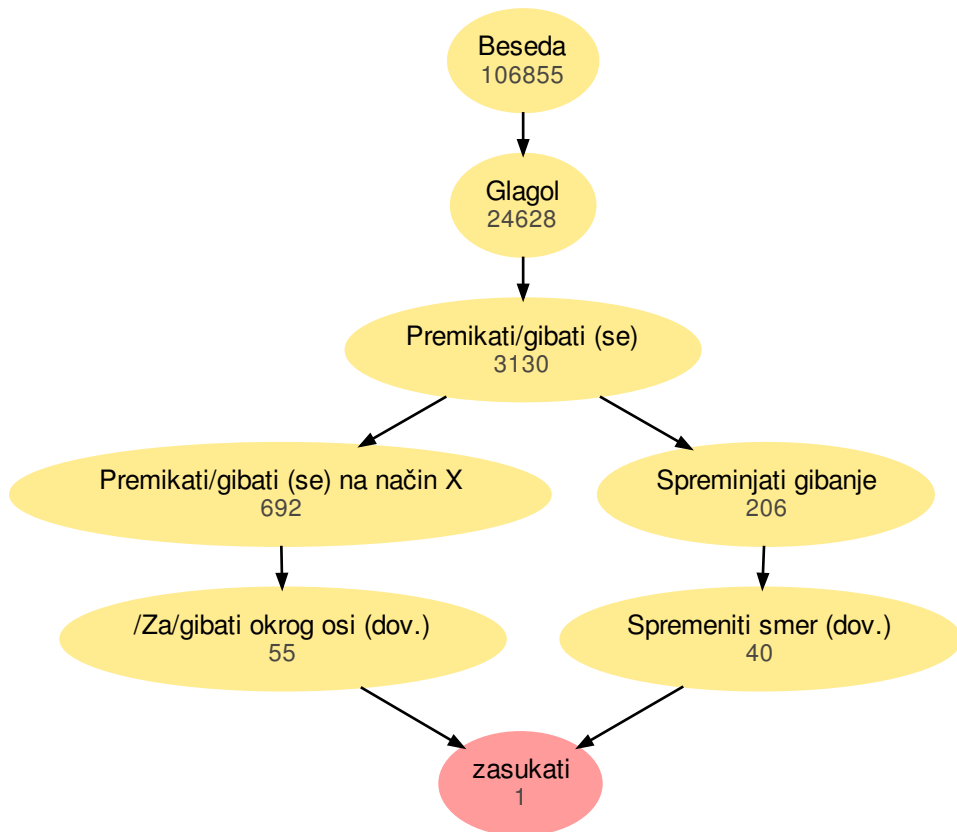 Beseda
106855
Glagol
24628
Premikati/gibati (se)
3130
Premikati/gibati (se) na način X
692
Spreminjati gibanje
206
/Za/gibati okrog osi (dov.)
55
Spremeniti smer (dov.)
40
zasukati
1